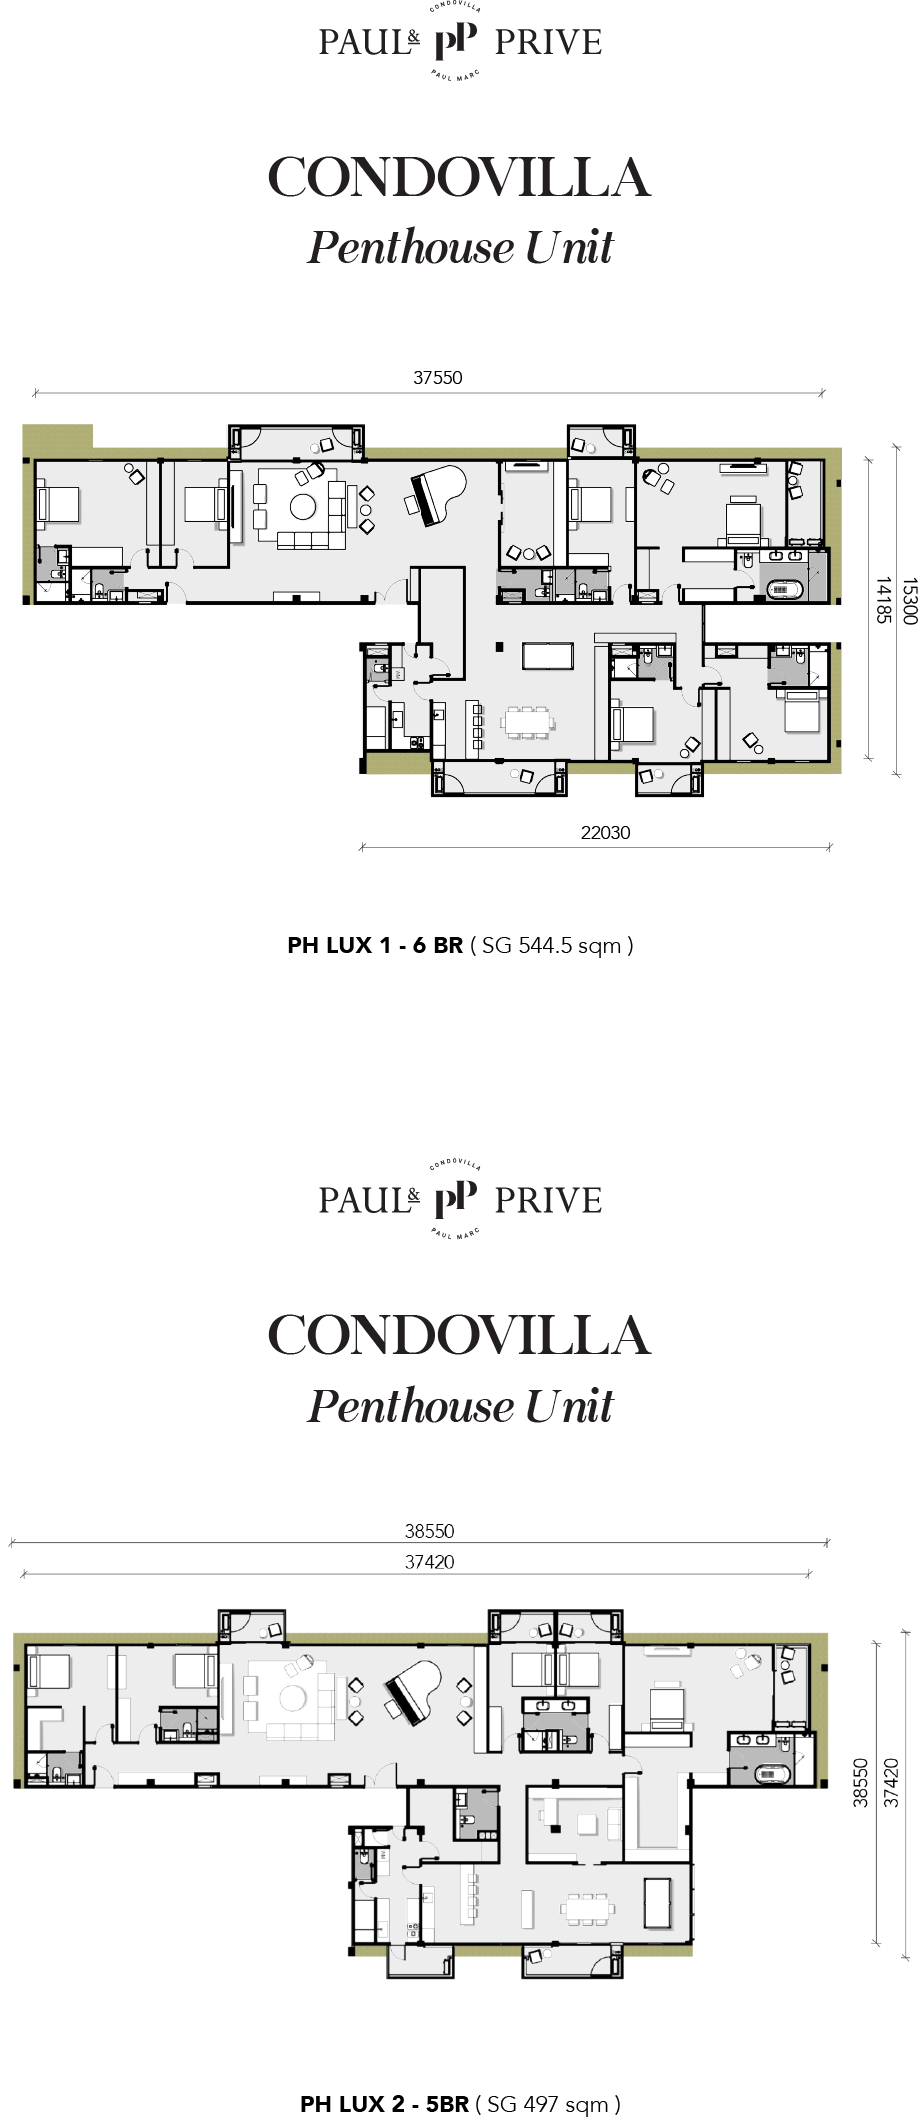 CONDOVILLA
PAUL & PP PRIVE
PAUL MARC
CONDOVILLA
Penthouse Unit
37550
15300
14185
22030
PH LUX 1 - 6 BR ( SG 544.5 sqm )
CONDOVILLA
PAUL & PP PRIVE
PAUL MARC
CONDOVILLA
Penthouse Unit
38550
37420
38550
37420
PH LUX 2 - 5BR ( SG 497 sqm )